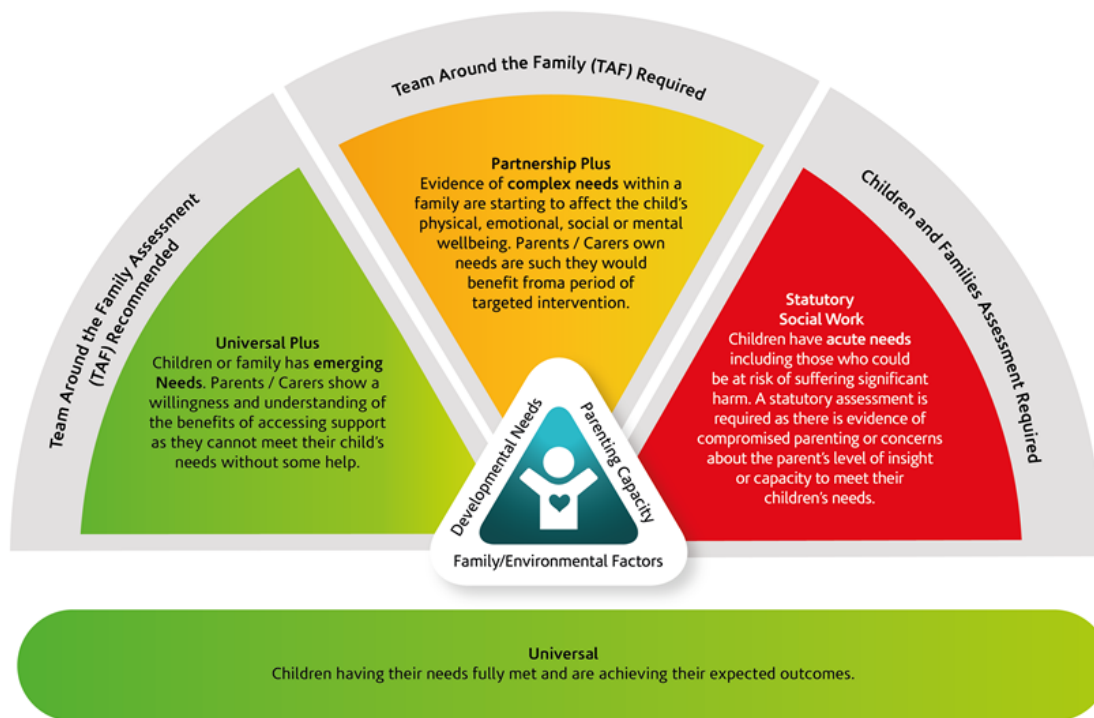 Team Around the Family Assessment
(TAF) Recommended
Universal Plus
Children or family has emerging
Needs. Parents / Carers show a
willingness and understanding of
the benefits of accessing support
as they cannot meet their child's
needs without some help.
Team Around the Family (TAF) Required
Partnership Plus
Evidence of complex needs within a
family are starting to affect the child's
physical, emotional, social or mental
wellbeing. Parents / Carers own
needs are such they would
benefit froma period of
targeted intervention.
Children and Families Assessment Required
Statutory
Social Work
Children have acute needs
including those who could
be at risk of suffering significant
harm. A statutory assessment is
required as there is evidence of
compromised parenting or concerns
about the parent's level of insight
or capacity to meet their
children's needs.
Developmental Needs
Parenting Capacity
Family/Environmental Factors
Universal
Children having their needs fully met and are achieving their expected outcomes.